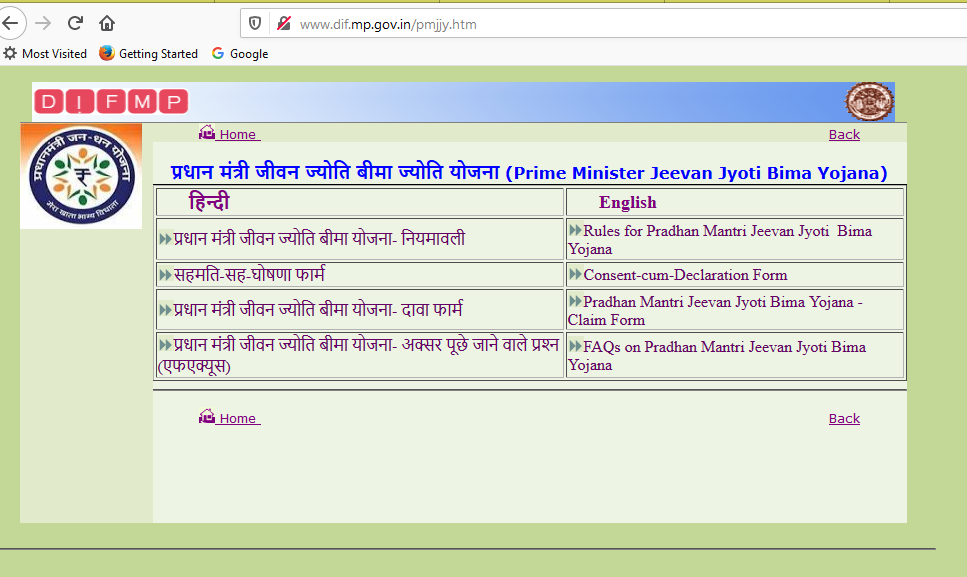 www.dif.mp.gov.in/pmjjy.htm
Most Visited Getting Started Google
DIFMP
प्रधानमंत्री जन-धन योजना
मेरा खाता भाग्य विधाता
Home Back
प्रधान मंत्री जीवन ज्योति बीमा ज्योति योजना (Prime Minister Jeevan Jyoti Bima Yojana)
हिन्दी English
प्रधान मंत्री जीवन ज्योति बीमा योजना- नियमावली
Rules for Pradhan Mantri Jeevan Jyoti Bima
Yojana
सहमति-सह-घोषणा फार्म
Consent-cum-Declaration Form
प्रधान मंत्री जीवन ज्योति बीमा योजना- दावा फार्म
Pradhan Mantri Jeevan Jyoti Bima Yojana -
Claim Form
प्रधान मंत्री जीवन ज्योति बीमा योजना- अक्सर पूछे जाने वाले प्रश्न
(एफएक्यूस)
FAQs on Pradhan Mantri Jeevan Jyoti Bima
Yojana
Home Back